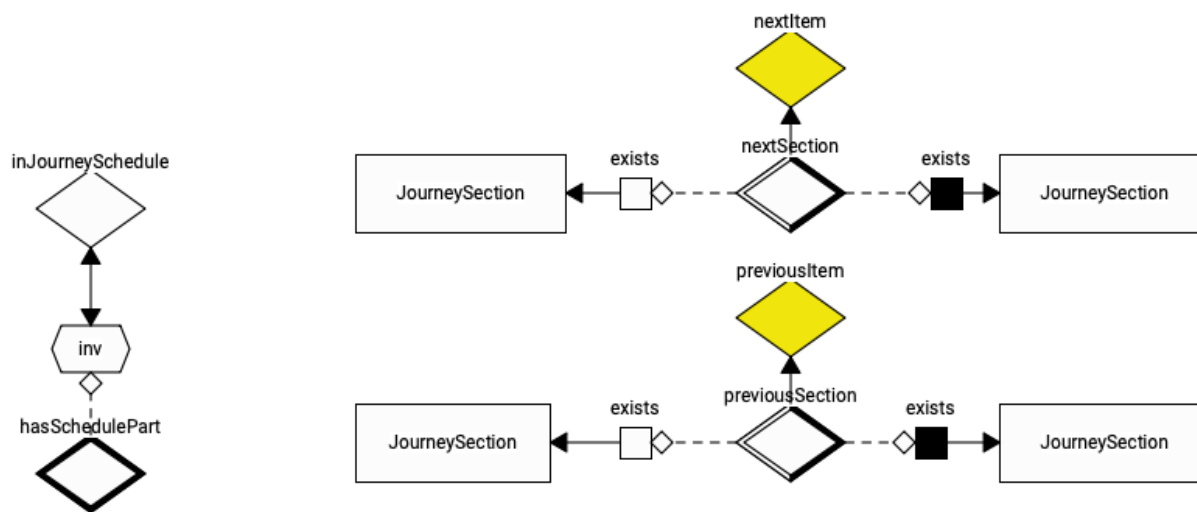 inJourneySchedule
inv
hasSchedulePart
nextItem
nextSection
exists
exists
JourneySection
JourneySection
previousItem
previousSection
exists
exists
JourneySection
JourneySection